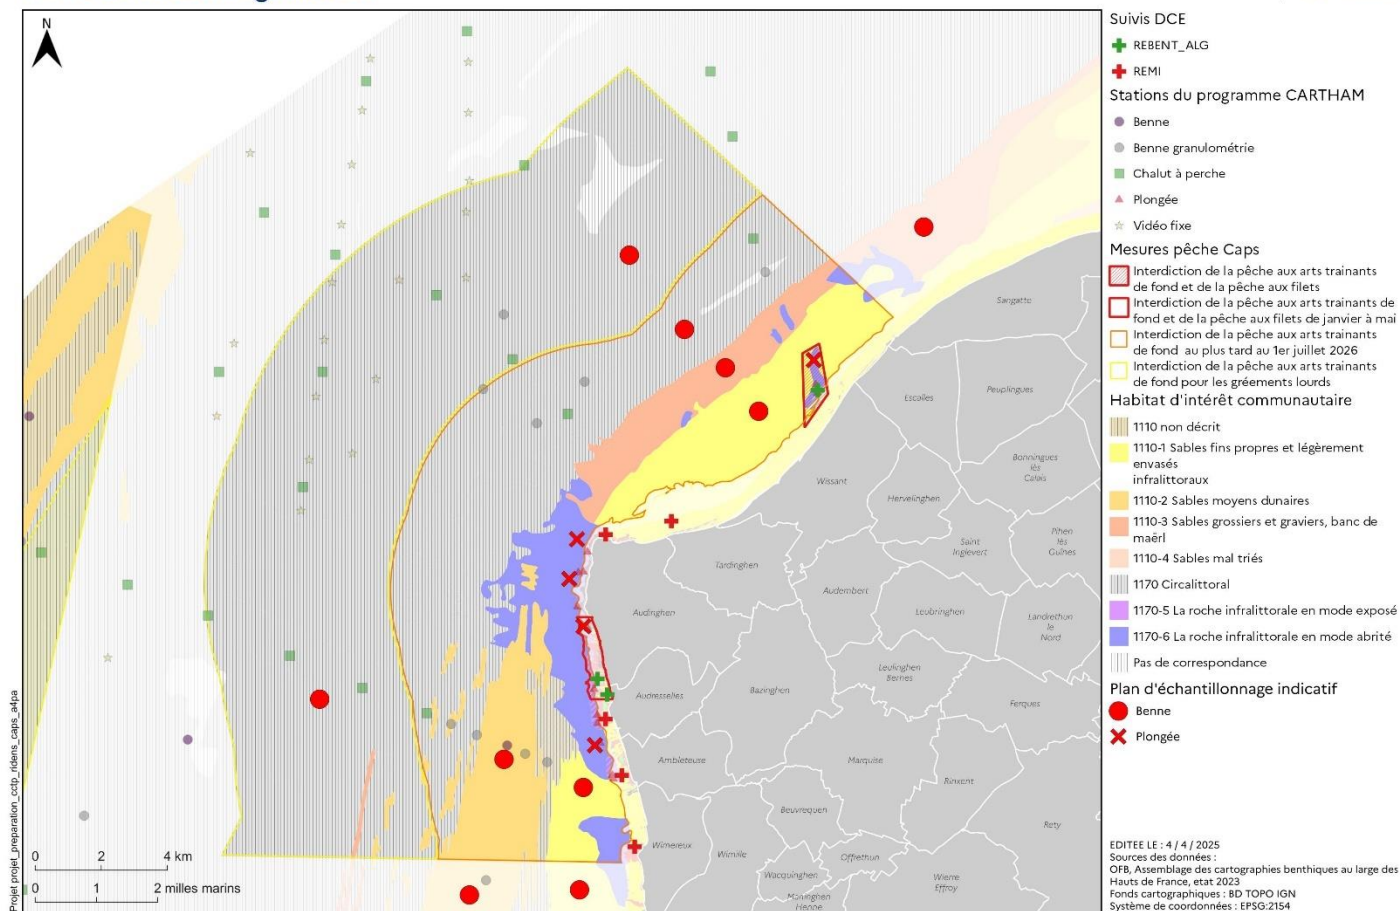 N
Suivis DCE
REBENT_ALG
REMI
Stations du programme CARTHAM
Benne
Benne granulométrie
Chalut à perche
Plongée
Vidéo fixe
Mesures pêche Caps
Interdiction de la pêche aux arts trainants
de fond et de la pêche aux filets
Interdiction de la pêche aux arts trainants de
fond et de la pêche aux filets de janvier à mai
Interdiction de la pêche aux arts trainants
de fond au plus tard au 1er juillet 2026
Interdiction de la pêche aux arts trainants
de fond pour les gréements lourds
Habitat d'intérêt communautaire
1110 non décrit
1110-1 Sables fins propres et légèrement
envasés
infralittoraux
1110-2 Sables moyens dunaires
1110-3 Sables grossiers et graviers, banc de
maërl
1110-4 Sables mal triés
1170 Circalittoral
1170-5 La roche infralittorale en mode exposé
1170-6 La roche infralittorale en mode abrité
Pas de correspondance
Plan d'échantillonnage indicatif
Benne
Plongée
EDITEE LE : 4 / 4 / 2025
Sources des données :
OFB, Assemblage des cartographies benthiques au large des
Hauts de France, etat 2023
Fonds cartographiques : BD TOPO IGN
Système de coordonnées : EPSG:2154
Sangatte
Peuplingues
Escalles
Bonningues
lès
Calais
Wissant
Hervelinghen
Saint
Inglevert
Pihen
lès
Guînes
Tardinghen
Audembert
Audinghen
Leubringhen
Landrethun
le
Nord
Leulinghen
Bernes
Audresselles
Bazinghen
Ferques
Ambleteuse
Marquise
Rinxent
Beuvrequen
Rety
Wimereux
Wimille
Offrethun
Wacquinghen
Wierre
Effroy
Maninghen
Henne
0 2 4 km
0 1 2 milles marins
Projet projet_preparation_cctp_ridens_caps_a4pa